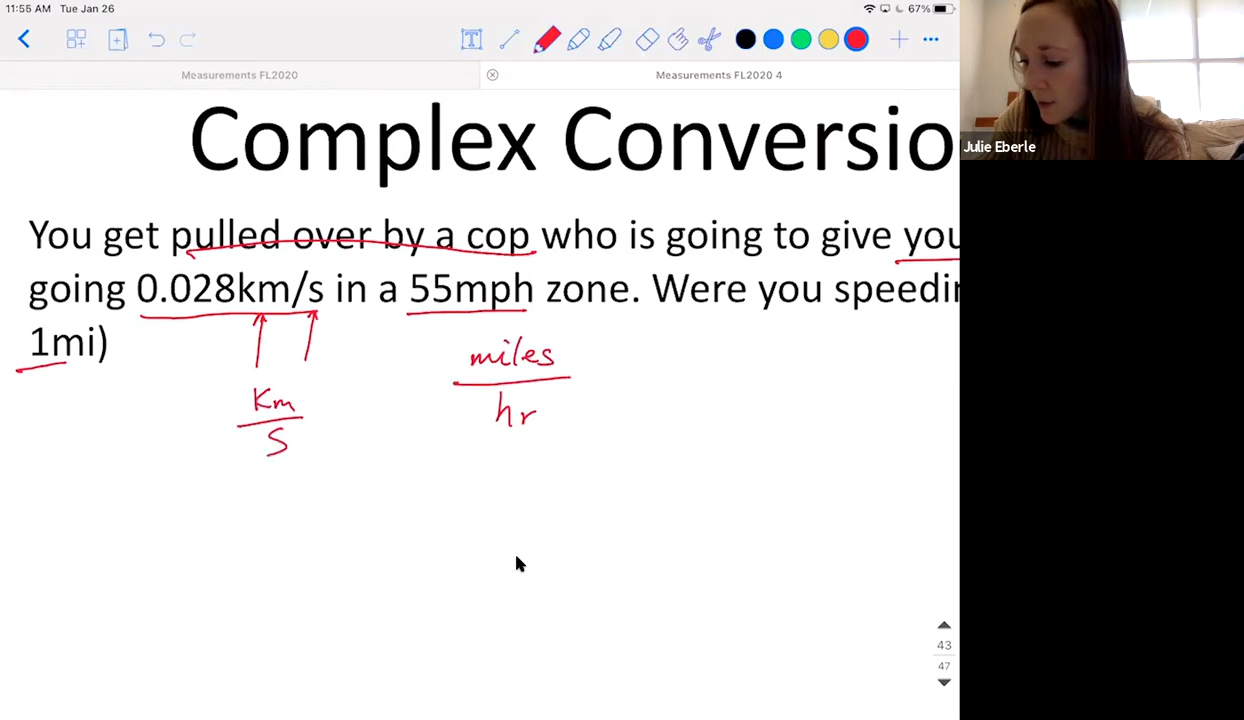 11:55 AM Tue Jan 26
67%
Measurements FL2020
Measurements FL2020 4
Complex Conversio
Julie Eberle
You get pulled over by a cop who is going to give you
going 0.028km/s in a 55mph zone. Were you speedin
1mi)
miles
hr
Km
S
43
47